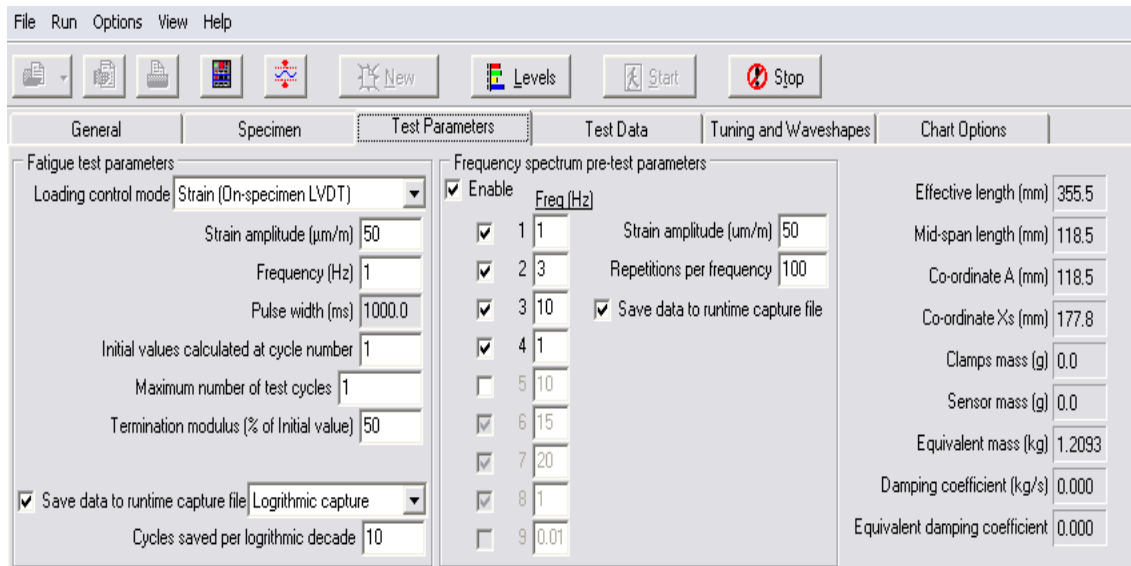 File Run Options View Help
New Levels Start Stop
General Specimen Test Parameters Test Data Tuning and Waveshapes Chart Options
Fatigue test parameters
Loading control mode Strain (On-specimen LVDT)
Strain amplitude (µm/m) 50
Frequency (Hz) 1
Pulse width (ms) 1000.0
Initial values calculated at cycle number 1
Maximum number of test cycles 1
Termination modulus (% of Initial value) 50
Save data to runtime capture file Logrithmic capture
Cycles saved per logrithmic decade 10
Frequency spectrum pre-test parameters
Enable Freq (Hz)
1 1
2 3
3 10
4 1
5 10
6 15
7 20
8 1
9 0.01
Strain amplitude (um/m) 50
Repetitions per frequency 100
Save data to runtime capture file
Effective length (mm) 355.5
Mid-span length (mm) 118.5
Co-ordinate A (mm) 118.5
Co-ordinate Xs (mm) 177.8
Clamps mass (g) 0.0
Sensor mass (g) 0.0
Equivalent mass (kg) 1.2093
Damping coefficient (kg/s) 0.000
Equivalent damping coefficient 0.000